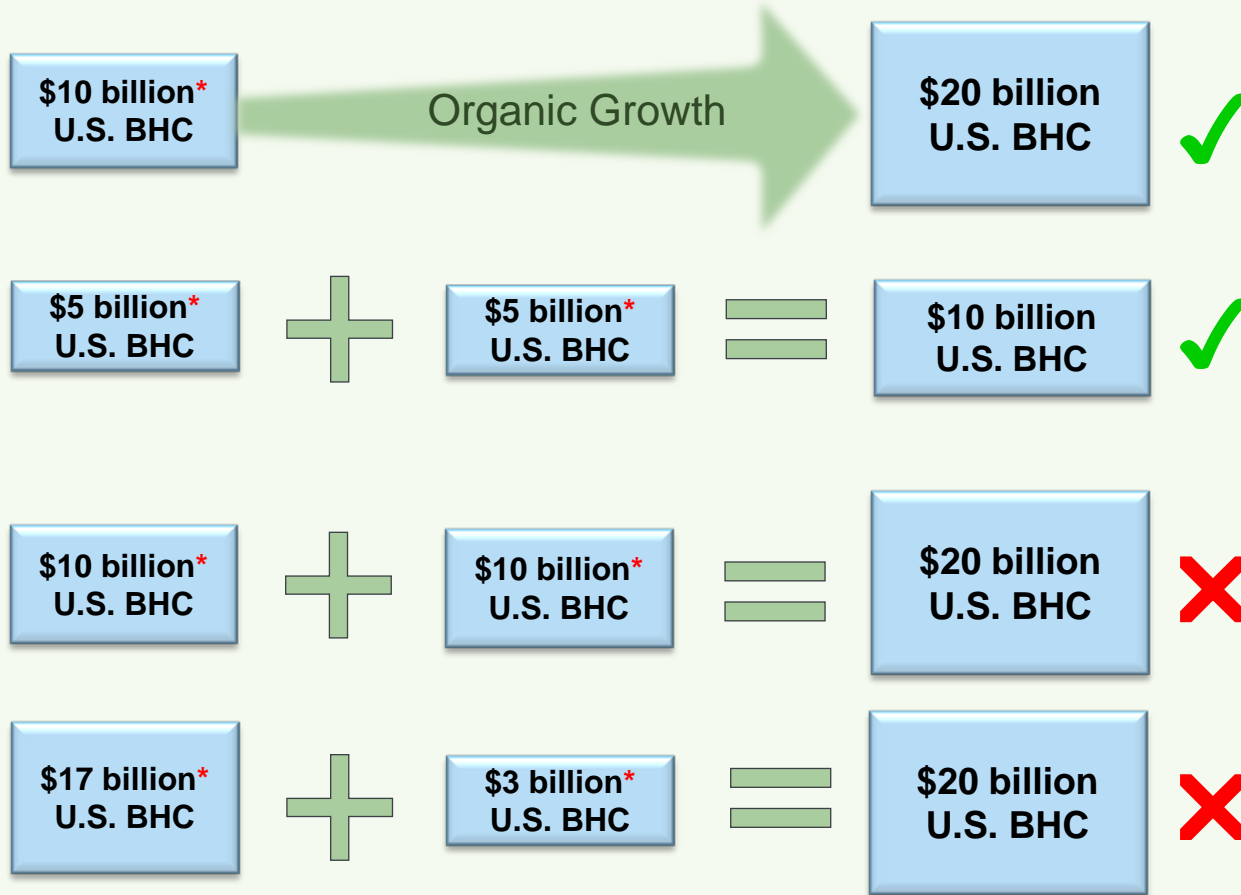 $10 billion*
U.S. BHC
Organic Growth
$20 billion
U.S. BHC
$5 billion*
U.S. BHC
$5 billion*
U.S. BHC
$10 billion
U.S. BHC
$10 billion*
U.S. BHC
$10 billion*
U.S. BHC
$20 billion
U.S. BHC
$17 billion*
U.S. BHC
$3 billion*
U.S. BHC
$20 billion
U.S. BHC